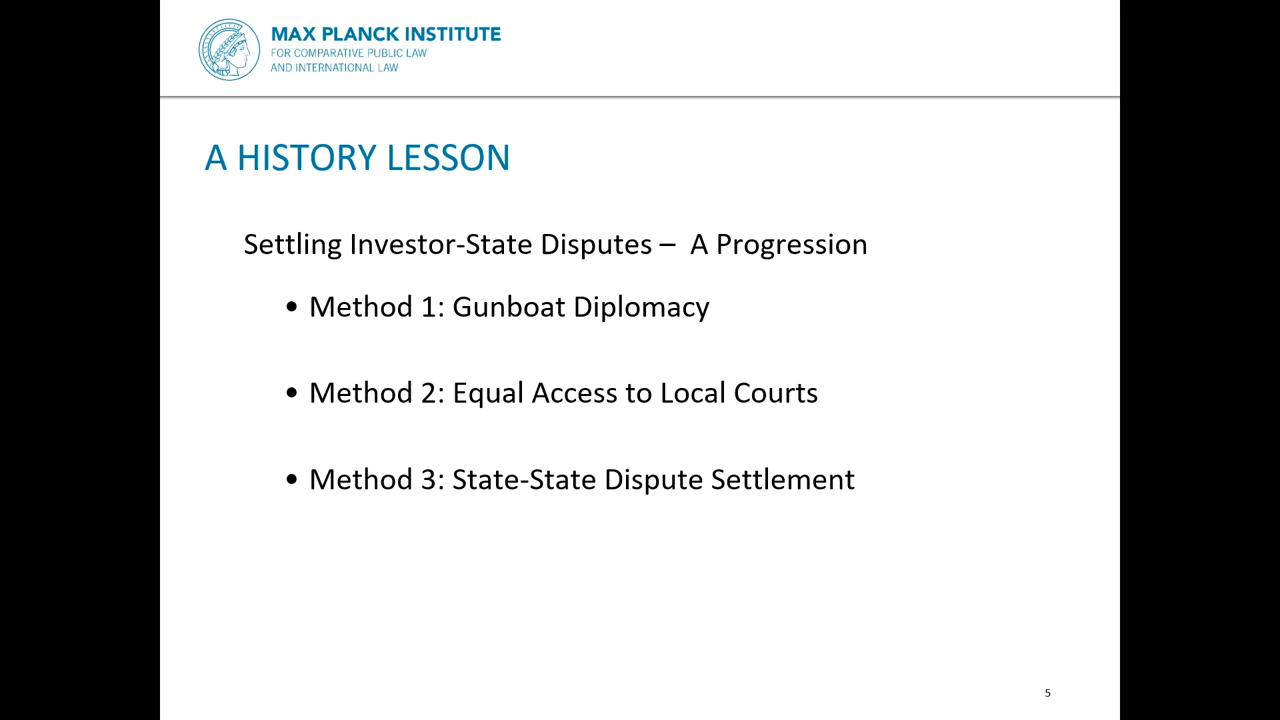 MAX PLANCK INSTITUTE
FOR COMPARATIVE PUBLIC LAW
AND INTERNATIONAL LAW
A HISTORY LESSON
Settling Investor-State Disputes – A Progression
• Method 1: Gunboat Diplomacy
• Method 2: Equal Access to Local Courts
• Method 3: State-State Dispute Settlement
5